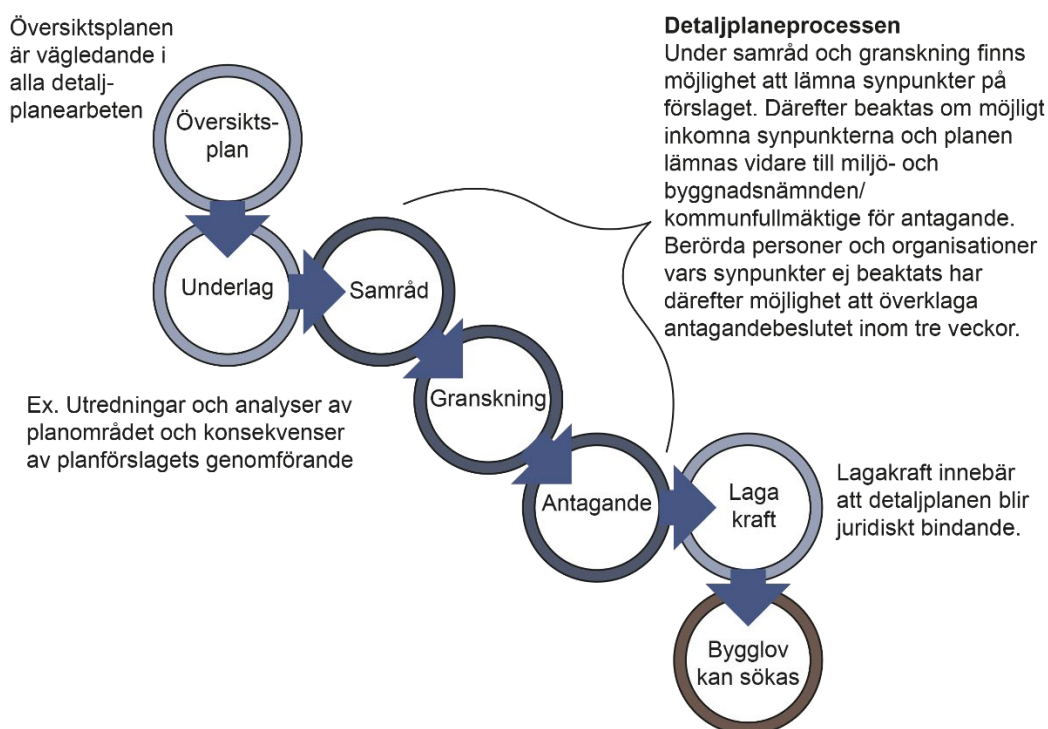 Översiktsplanen
är vägledande i
alla detalj-
planearbeten
Översikts-
plan
Underlag
Ex. Utredningar och analyser av
planområdet och konsekvenser
av planförslagets genomförande
Samråd
Granskning
Antagande
Detaljplaneprocessen
Under samråd och granskning finns
möjlighet att lämna synpunkter på
förslaget. Därefter beaktas om möjligt
inkomna synpunkterna och planen
lämnas vidare till miljö- och
byggnadsnämnden/
kommunfullmäktige för antagande.
Berörda personer och organisationer
vars synpunkter ej beaktats har
därefter möjlighet att överklaga
antagandebeslutet inom tre veckor.
Laga
kraft
Lagakraft innebär
att detaljplanen blir
juridiskt bindande.
Bygglov
kan sökas